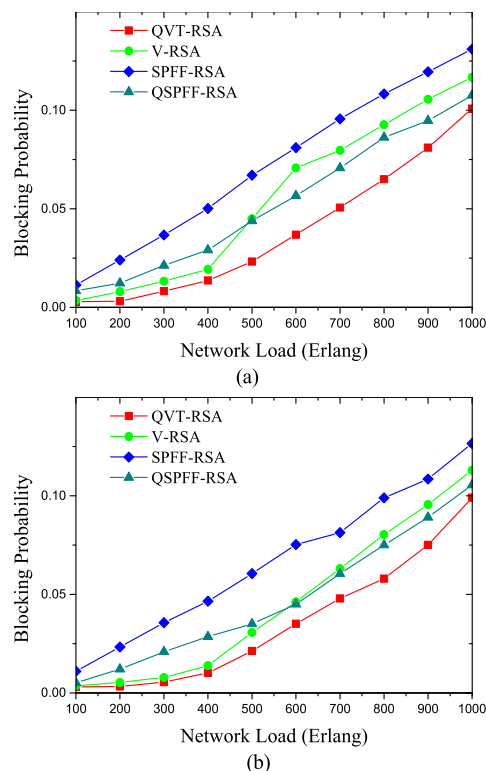 QVT-RSA
V-RSA
SPFF-RSA
QSPFF-RSA
Blocking Probability
0.10
0.05
0.00
100 200 300 400 500 600 700 800 900 1000
Network Load (Erlang)
(a)
QVT-RSA
V-RSA
SPFF-RSA
QSPFF-RSA
Blocking Probability
0.10
0.05
0.00
100 200 300 400 500 600 700 800 900 1000
Network Load (Erlang)
(b)